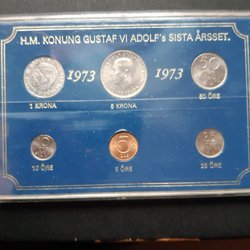 H.M. KONUNG GUSTAF VI ADOLF's SISTA ÅRSSET.
1973 1973
1 KRONA 5 KRONA 50 ÖRE
10 ÖRE 5 ÖRE 25 ÖRE